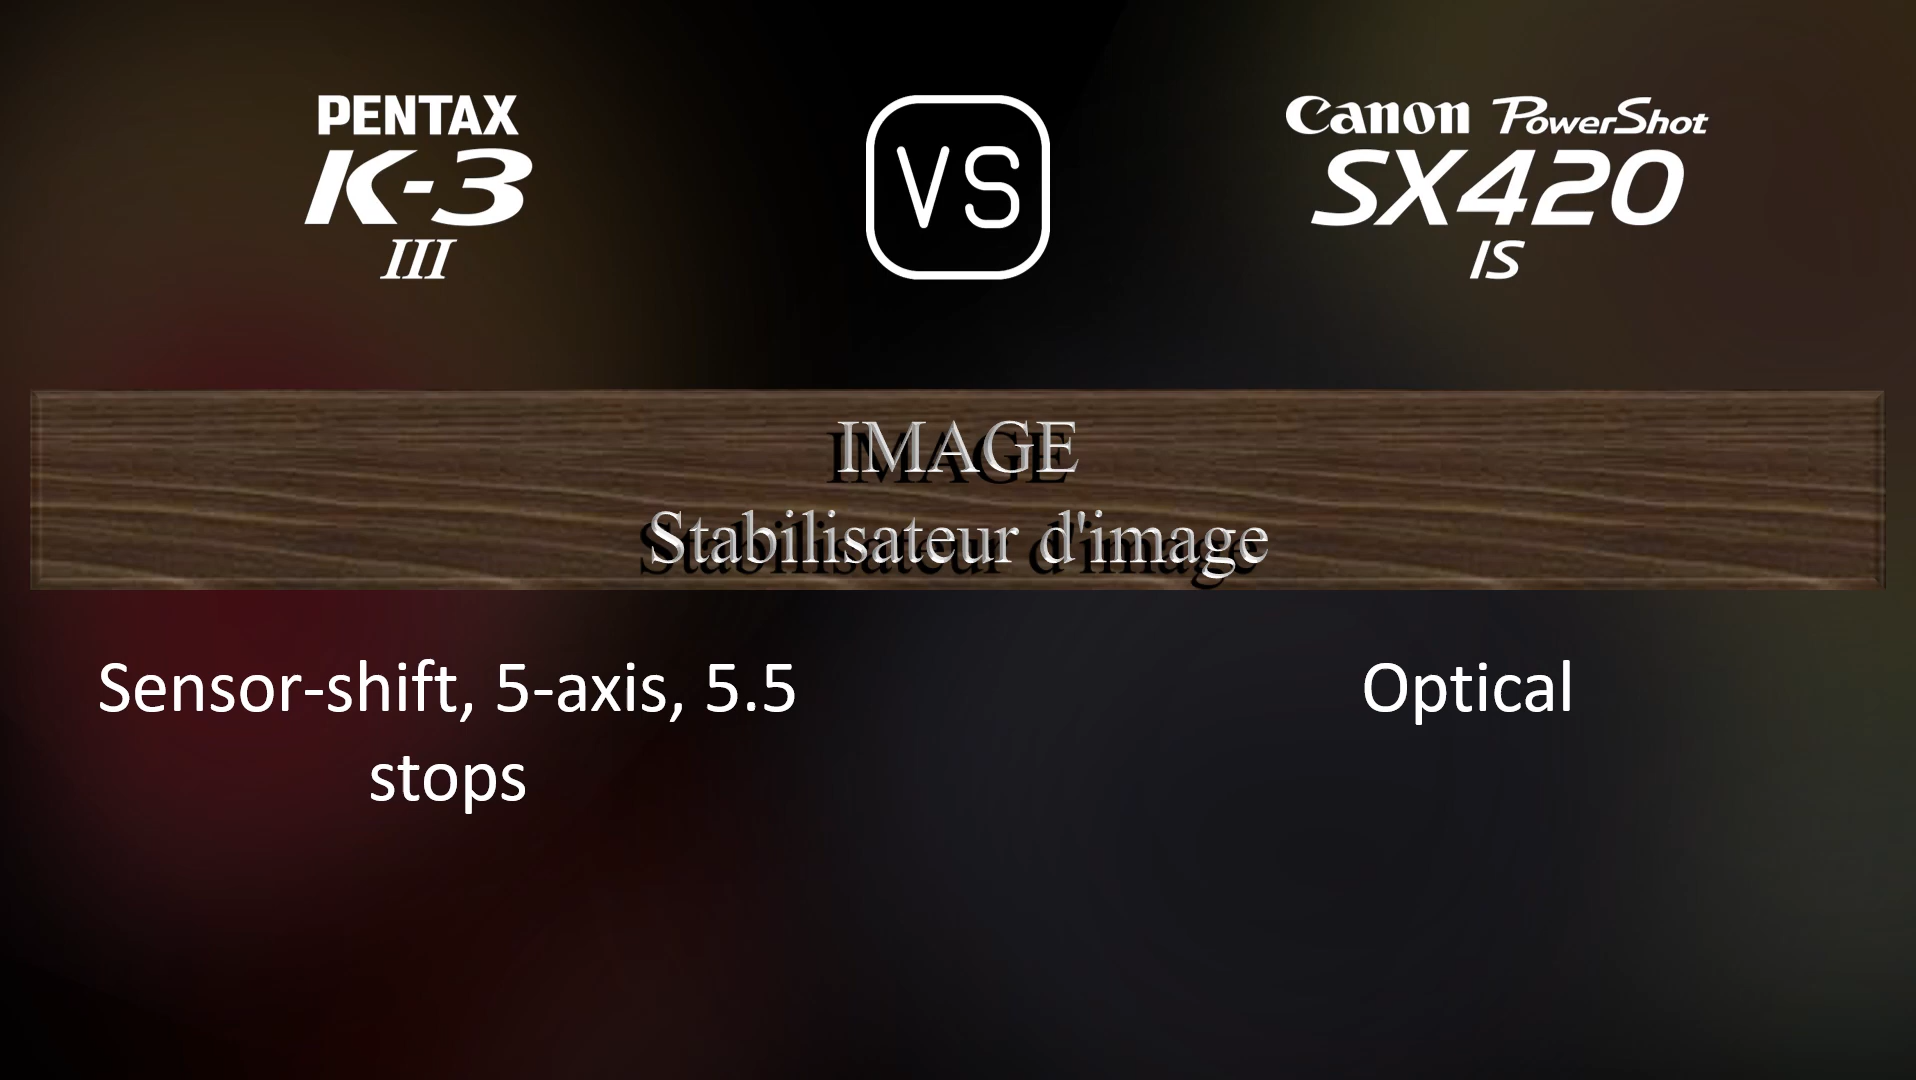 PENTAX
K-3
III
VS
Canon PowerShot
SX420
IS
IMAGE
Stabilisateur d'image
Sensor-shift, 5-axis, 5.5
stops
Optical